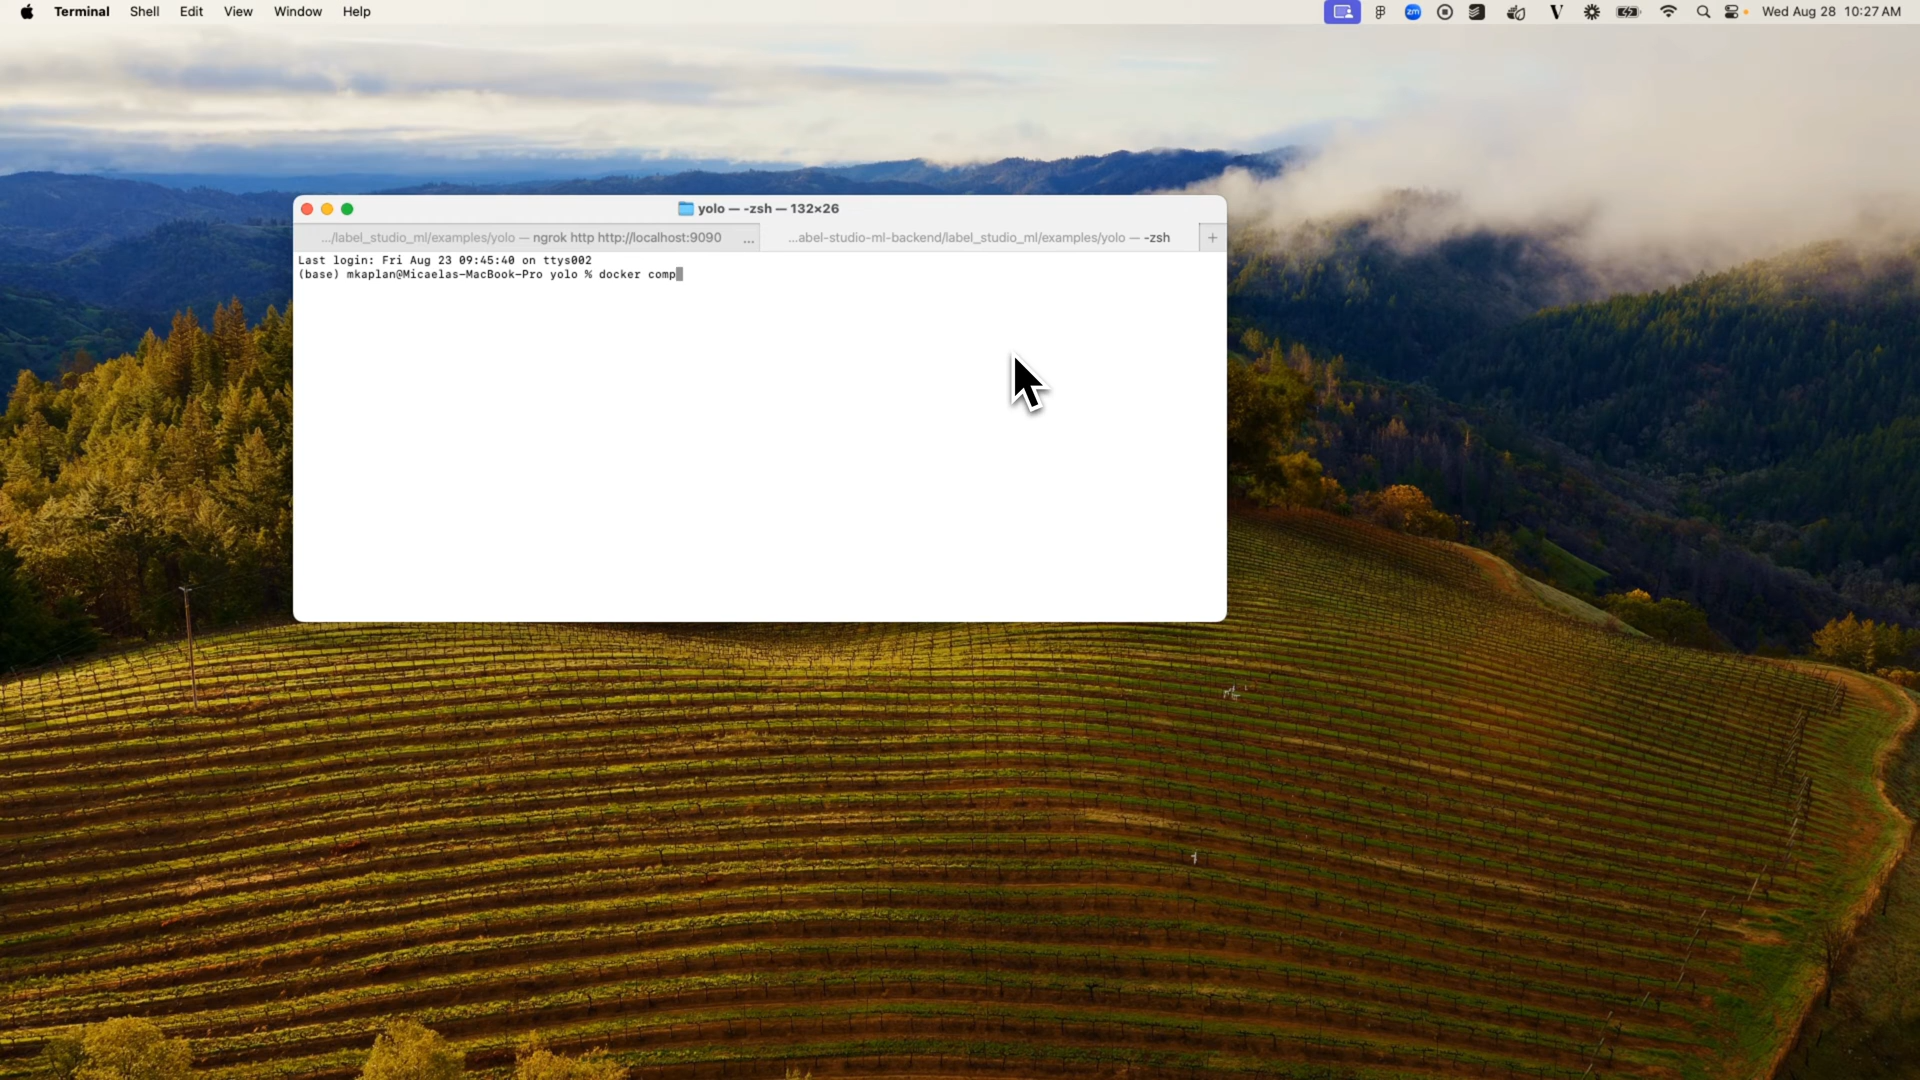 Terminal Shell Edit View Window Help zm V Wed Aug 28 10:27 AM
yolo — -zsh — 132×26
.../label_studio_ml/examples/yolo — ngrok http http://localhost:9090 ... ...abel-studio-ml-backend/label_studio_ml/examples/yolo — -zsh +
Last login: Fri Aug 23 09:45:40 on ttys002
(base) mkaplan@Micaelas-MacBook-Pro yolo % docker comp